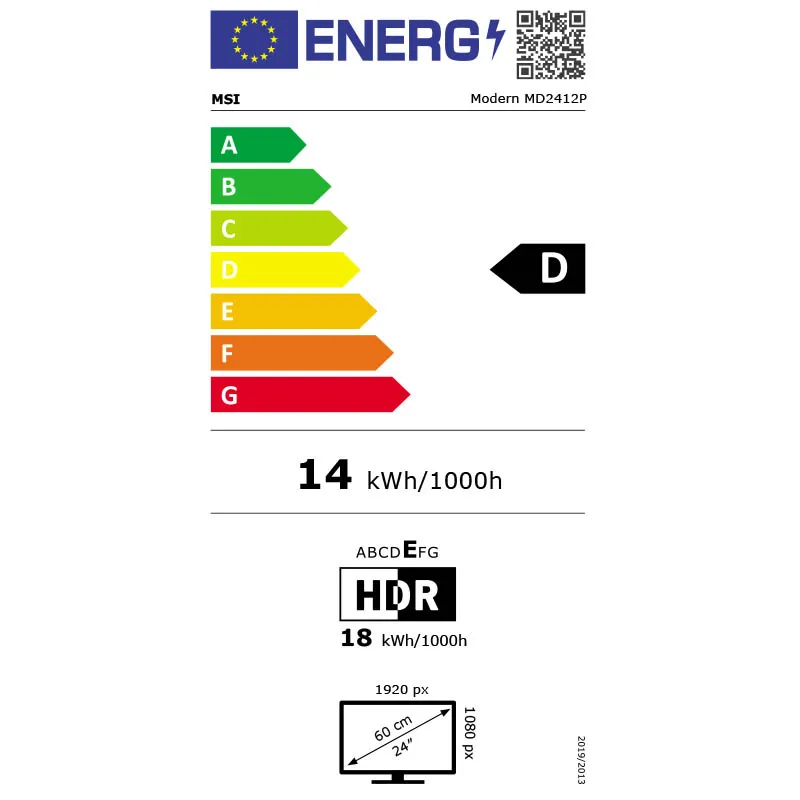 ENERG
MSI Modern MD2412P
A
B
C
D
D
E
F
G
14 kWh/1000h
ABCDEFG
HDR
18 kWh/1000h
1920 px
1080 px
60 cm
24"
2019/2013